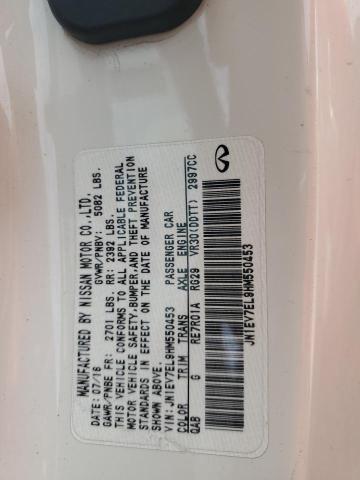 MANUFACTURED BY NISSAN MOTOR CO.,LTD.
DATE: 07/16 GVWR/PNBV: 5082 LBS.
GAWR/PNBE FR: 2701 LBS. RR: 2392 LBS.
THIS VEHICLE CONFORMS TO ALL APPLICABLE FEDERAL
MOTOR VEHICLE SAFETY,BUMPER,AND THEFT PREVENTION
STANDARDS IN EFFECT ON THE DATE OF MANUFACTURE
SHOWN ABOVE.
VIN: JN1EV7EL9HM550453 PASSENGER CAR
COLOR TRIM TRANS AXLE ENGINE
QAB G RE7R01A RG29 VR30(DDTT) 2997CC
JN1EV7EL9HM550453